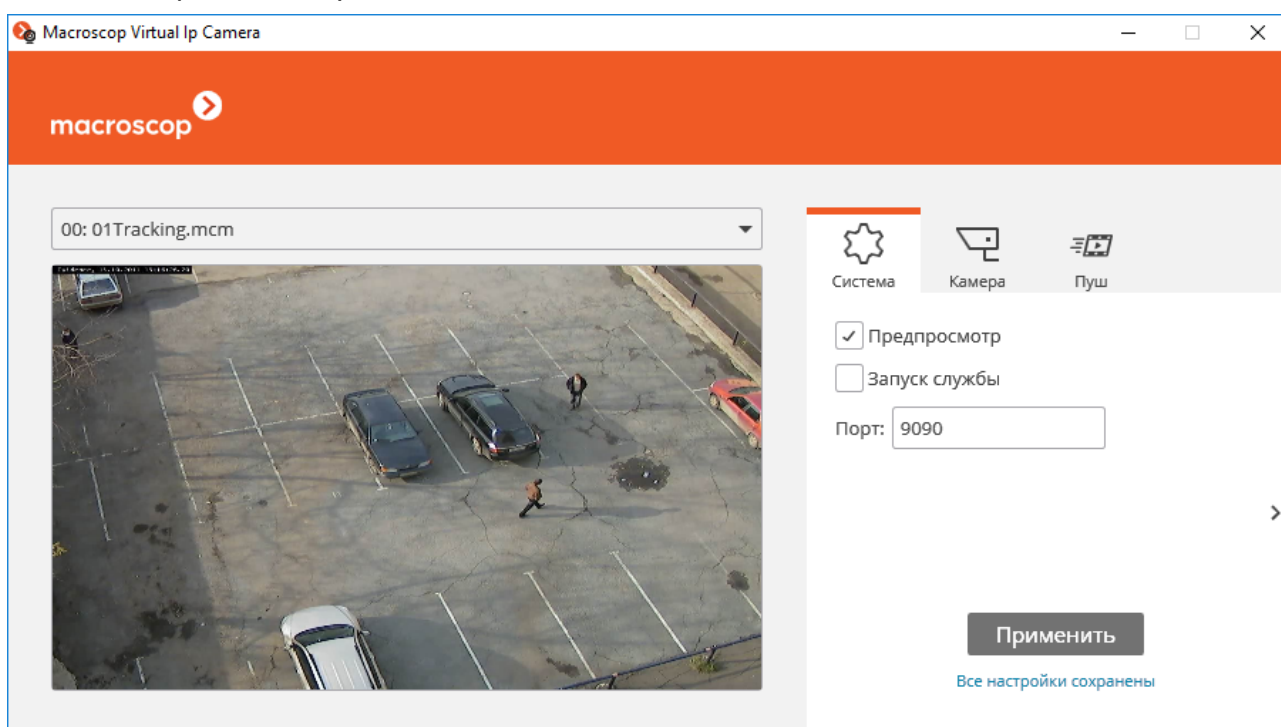 Macroscop Virtual Ip Camera
macroscop
00: 01Tracking.mcm
Система
Камера
Пуш
Предпросмотр
Запуск службы
Порт: 9090
Применить
Все настройки сохранены